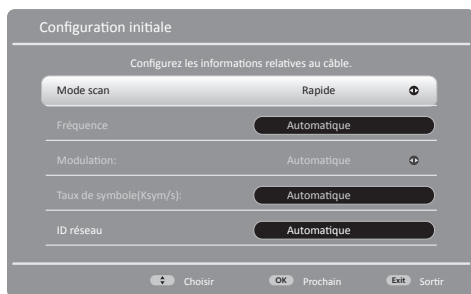 Configuration initiale
Configurez les informations relatives au câble.
Mode scan Rapide
Fréquence Automatique
Modulation: Automatique
Taux de symbole(Ksym/s): Automatique
ID réseau Automatique
Choisir OK Prochain Exit Sortir